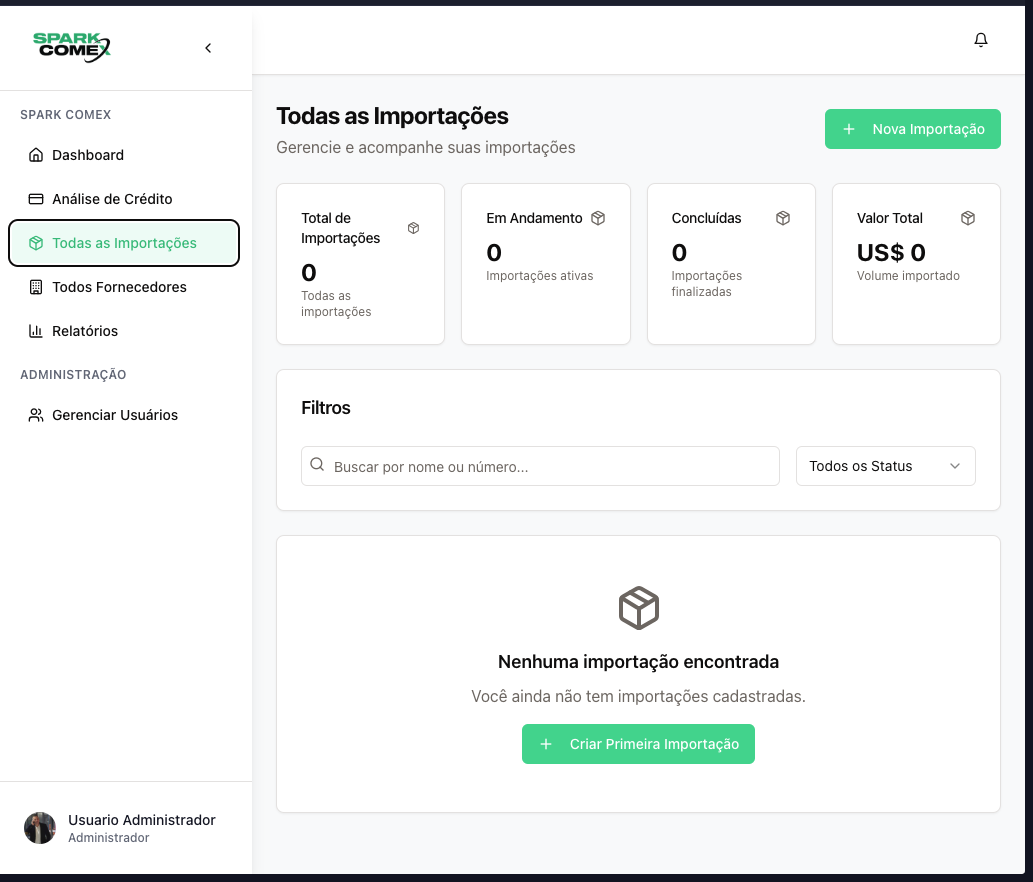 SPARK
COMEX
SPARK COMEX
Dashboard
Análise de Crédito
Todas as Importações
Todos Fornecedores
Relatórios
ADMINISTRAÇÃO
Gerenciar Usuários
Usuario Administrador
Administrador
Todas as Importações
Gerencie e acompanhe suas importações
Nova Importação
Total de
Importações
0
Todas as
importações
Em Andamento
0
Importações ativas
Concluídas
0
Importações
finalizadas
Valor Total
US$ 0
Volume importado
Filtros
Buscar por nome ou número...
Todos os Status
Nenhuma importação encontrada
Você ainda não tem importações cadastradas.
Criar Primeira Importação